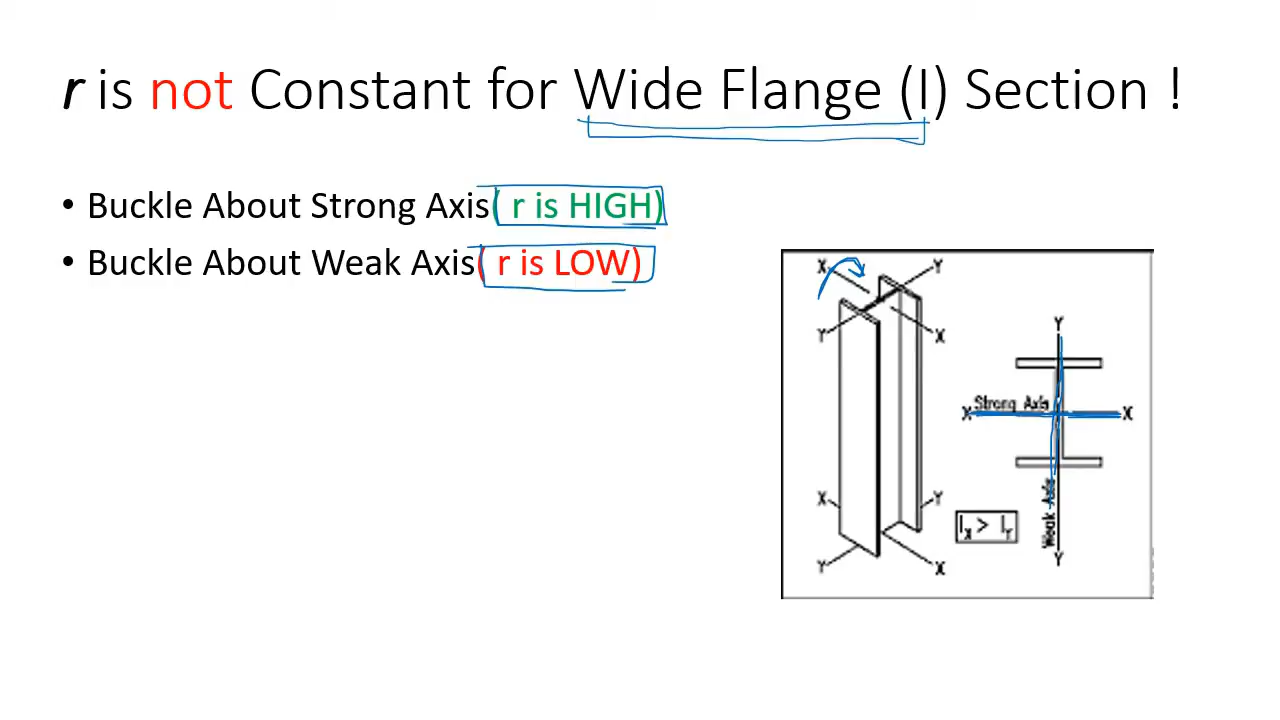 r is not Constant for Wide Flange (I) Section !
• Buckle About Strong Axis( r is HIGH)
• Buckle About Weak Axis( r is LOW)
X Y
Y X
Y
Strong Axis
X X
Weak Axis
Y
X Y
Y X
Ix > IY